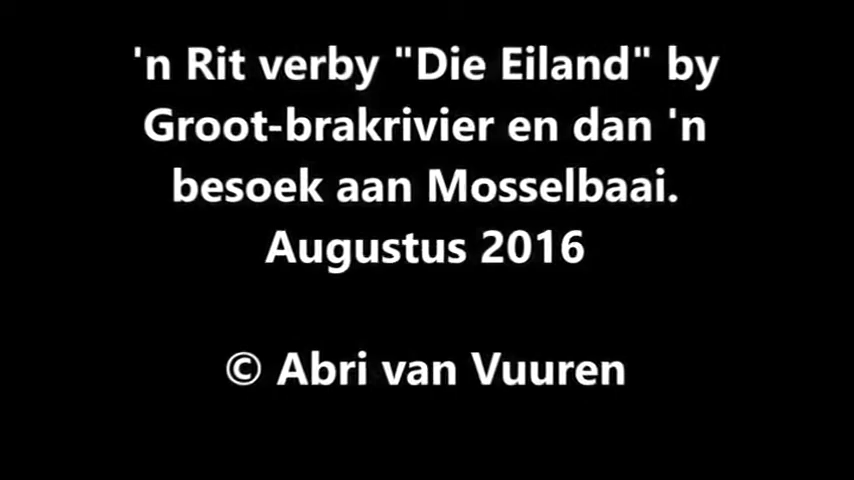 'n Rit verby "Die Eiland" by
Groot-brakrivier en dan 'n
besoek aan Mosselbaai.
Augustus 2016
© Abri van Vuuren